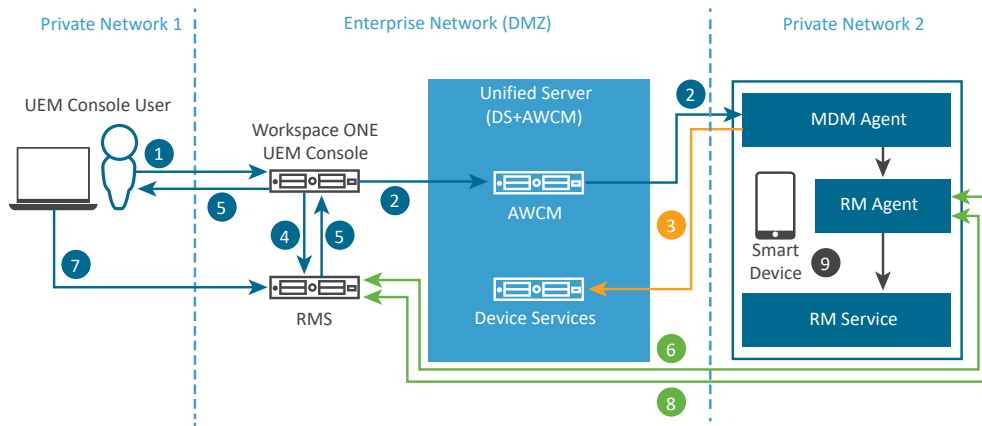 Private Network 1
Enterprise Network (DMZ)
Private Network 2
UEM Console User
Workspace ONE
UEM Console
Unified Server
(DS+AWCM)
2
MDM Agent
1
5
2
AWCM
RM Agent
4
5
3
Smart
Device
9
7
RMS
Device Services
RM Service
6
8